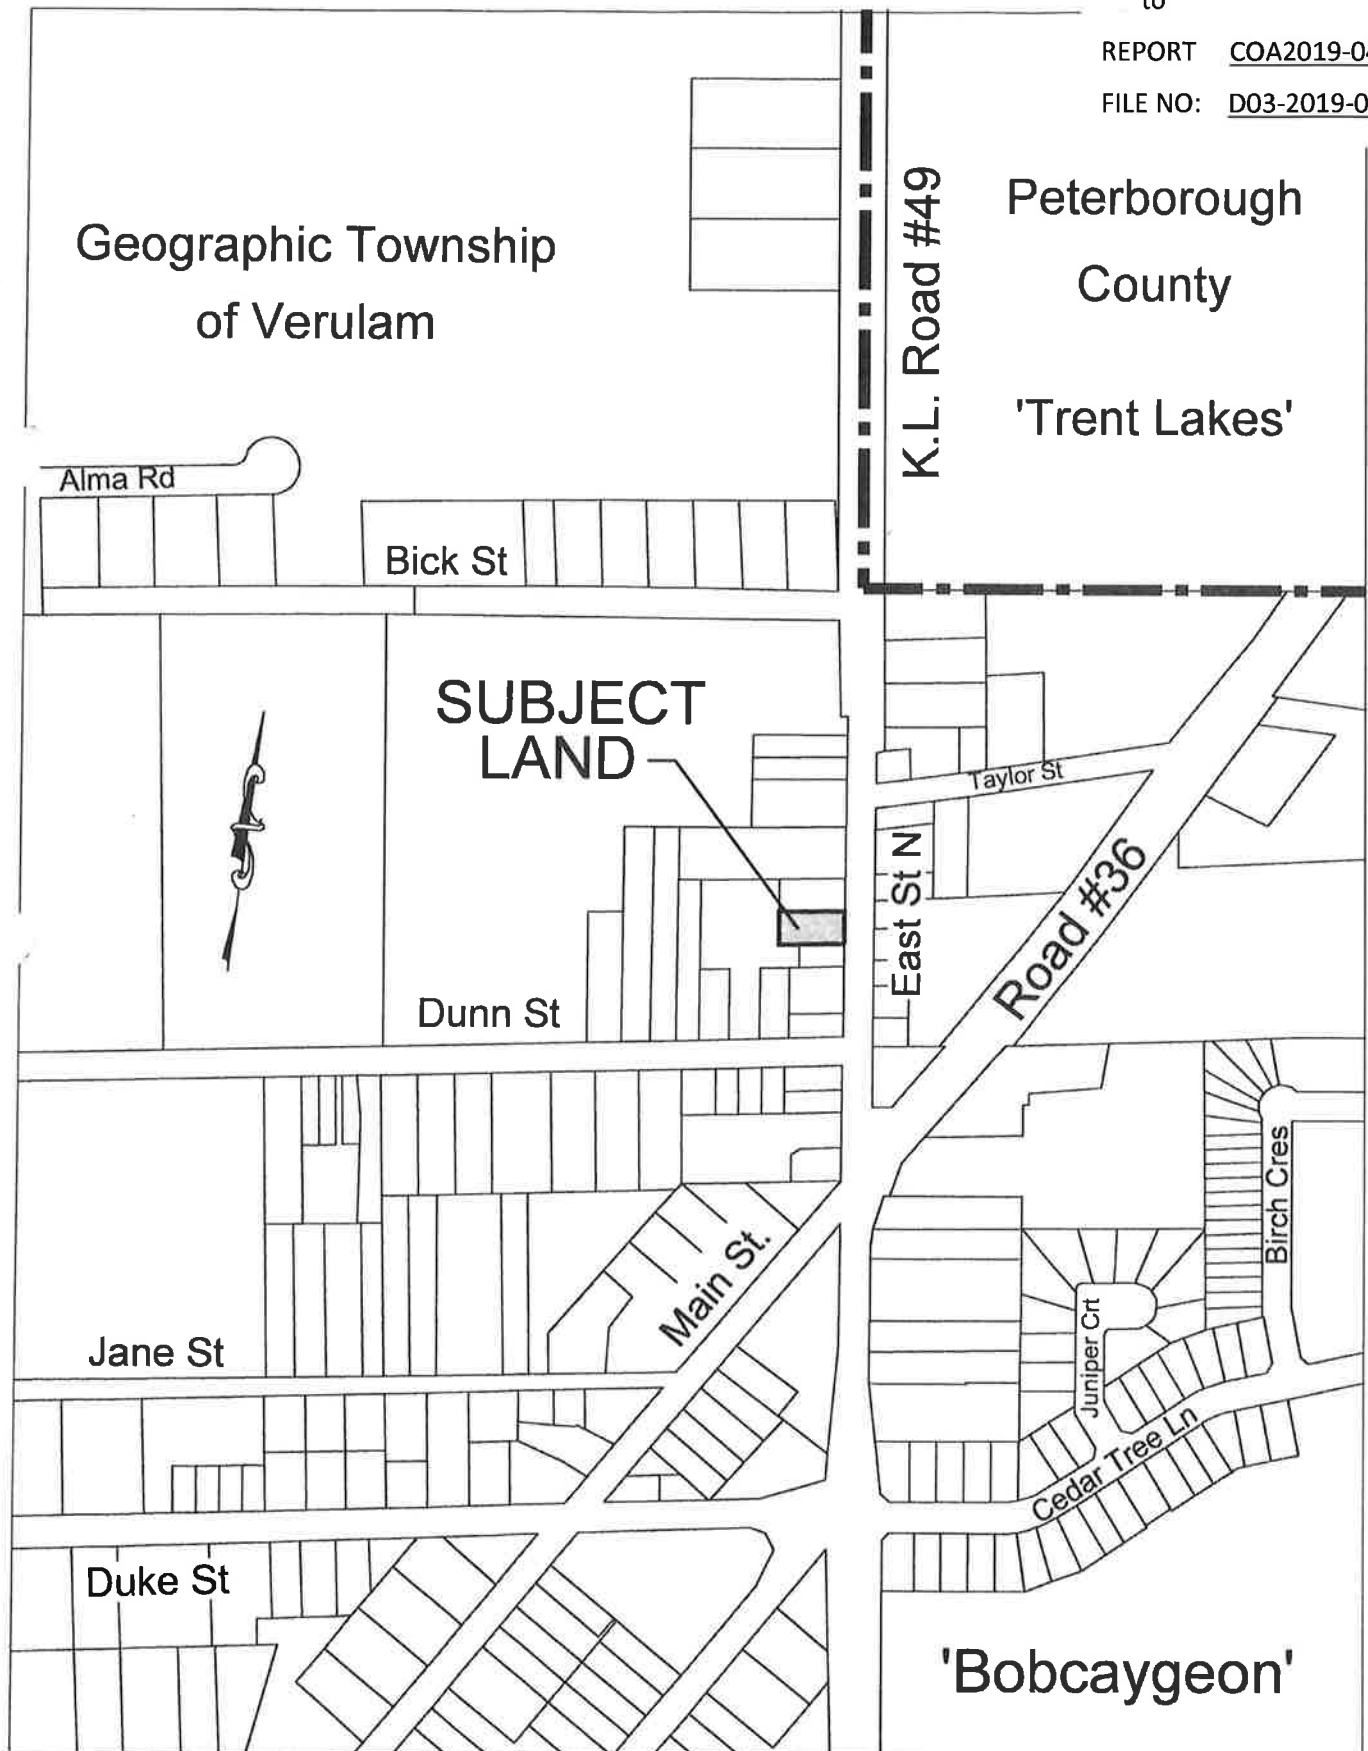 to
REPORT COA2019-0
FILE NO: D03-2019-0
Geographic Township
of Verulam
K.L. Road #49
Peterborough
County
'Trent Lakes'
Alma Rd
Bick St
SUBJECT
LAND
Taylor St
East St N
Road #36
Dunn St
Birch Cres
Main St.
Juniper Crt
Jane St
Cedar Tree Ln
Duke St
'Bobcaygeon'